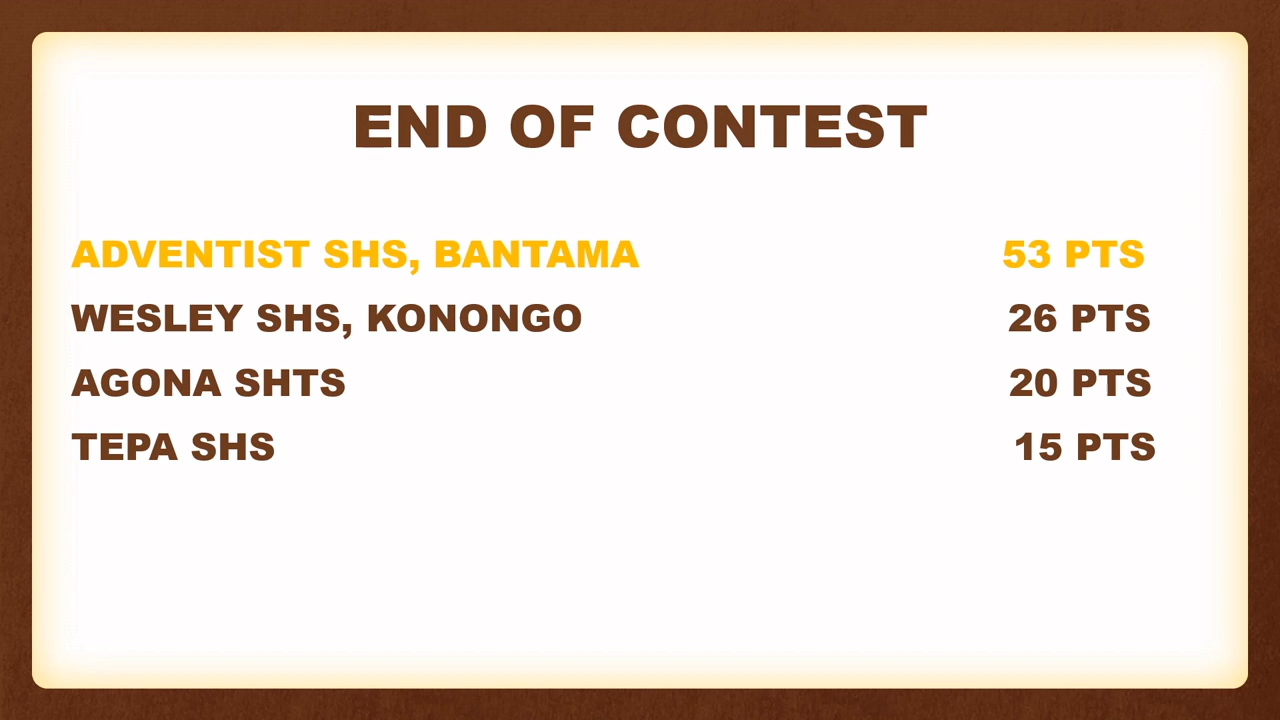 END OF CONTEST
ADVENTIST SHS, BANTAMA 53 PTS
WESLEY SHS, KONONGO 26 PTS
AGONA SHTS 20 PTS
TEPA SHS 15 PTS